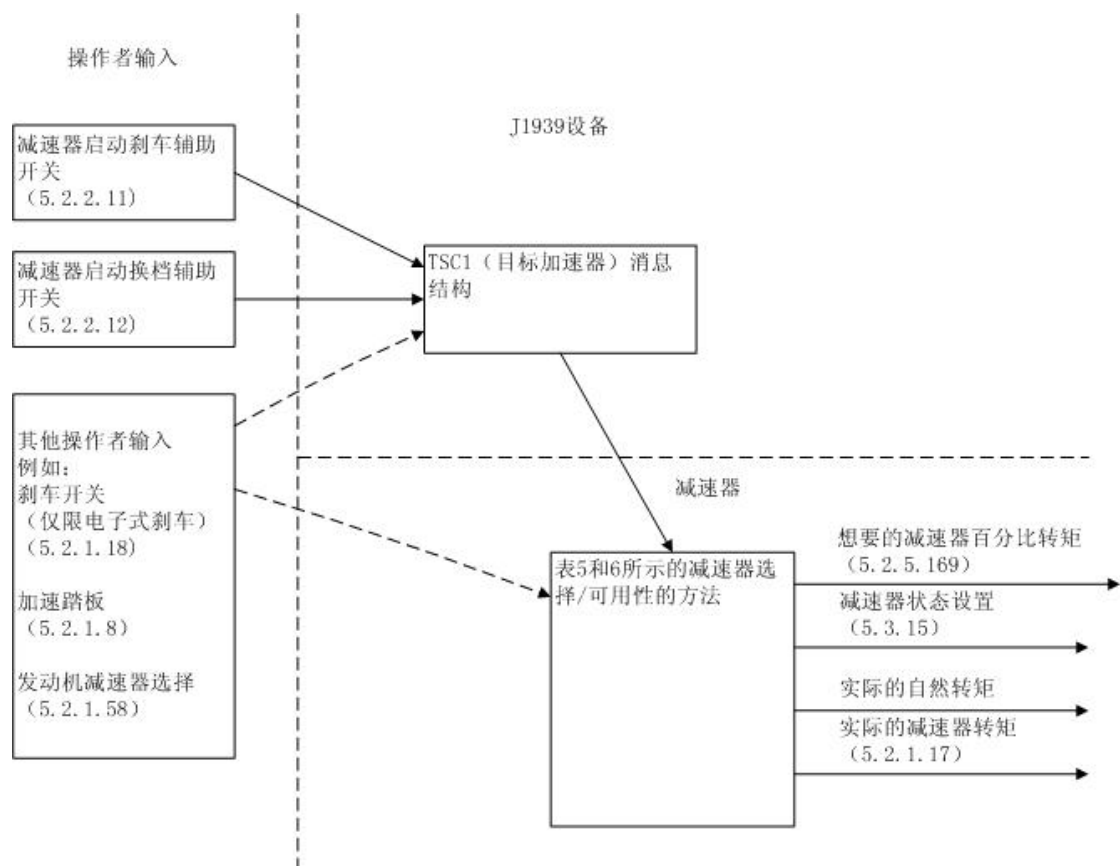 操作者输入
J1939设备
减速器启动刹车辅助
开关
（5.2.2.11)
减速器启动换档辅助
开关
（5.2.2.12)
TSC1（目标加速器）消息
结构
其他操作者输入
例如：
刹车开关
（仅限电子式刹车）
(5.2.1.18)
加速踏板
(5.2.1.8)
发动机减速器选择
(5.2.1.58)
减速器
表5和6所示的减速器选
择/可用性的方法
想要的减速器百分比转矩
（5.2.5.169）
减速器状态设置
（5.3.15）
实际的自然转矩
实际的减速器转矩
（5.2.1.17）